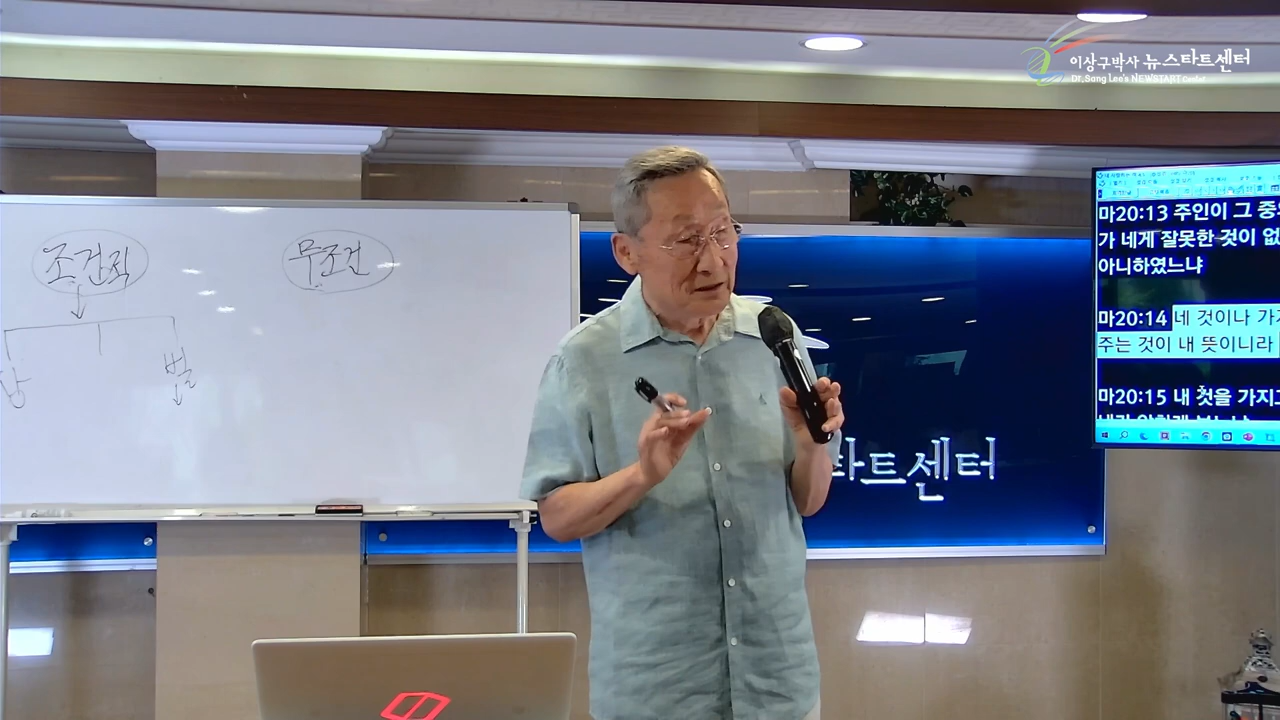 이상구박사 뉴스타트센터
Dr. Sang Lee's NEWSTART Center
조건적
무조건
상
벌
마20:13 주인이 그 중의
가 네게 잘못한 것이 없
아니하였느냐
마20:14 네 것이나 가지
주는 것이 내 뜻이니라
마20:15 내 것을 가지고
타트센터